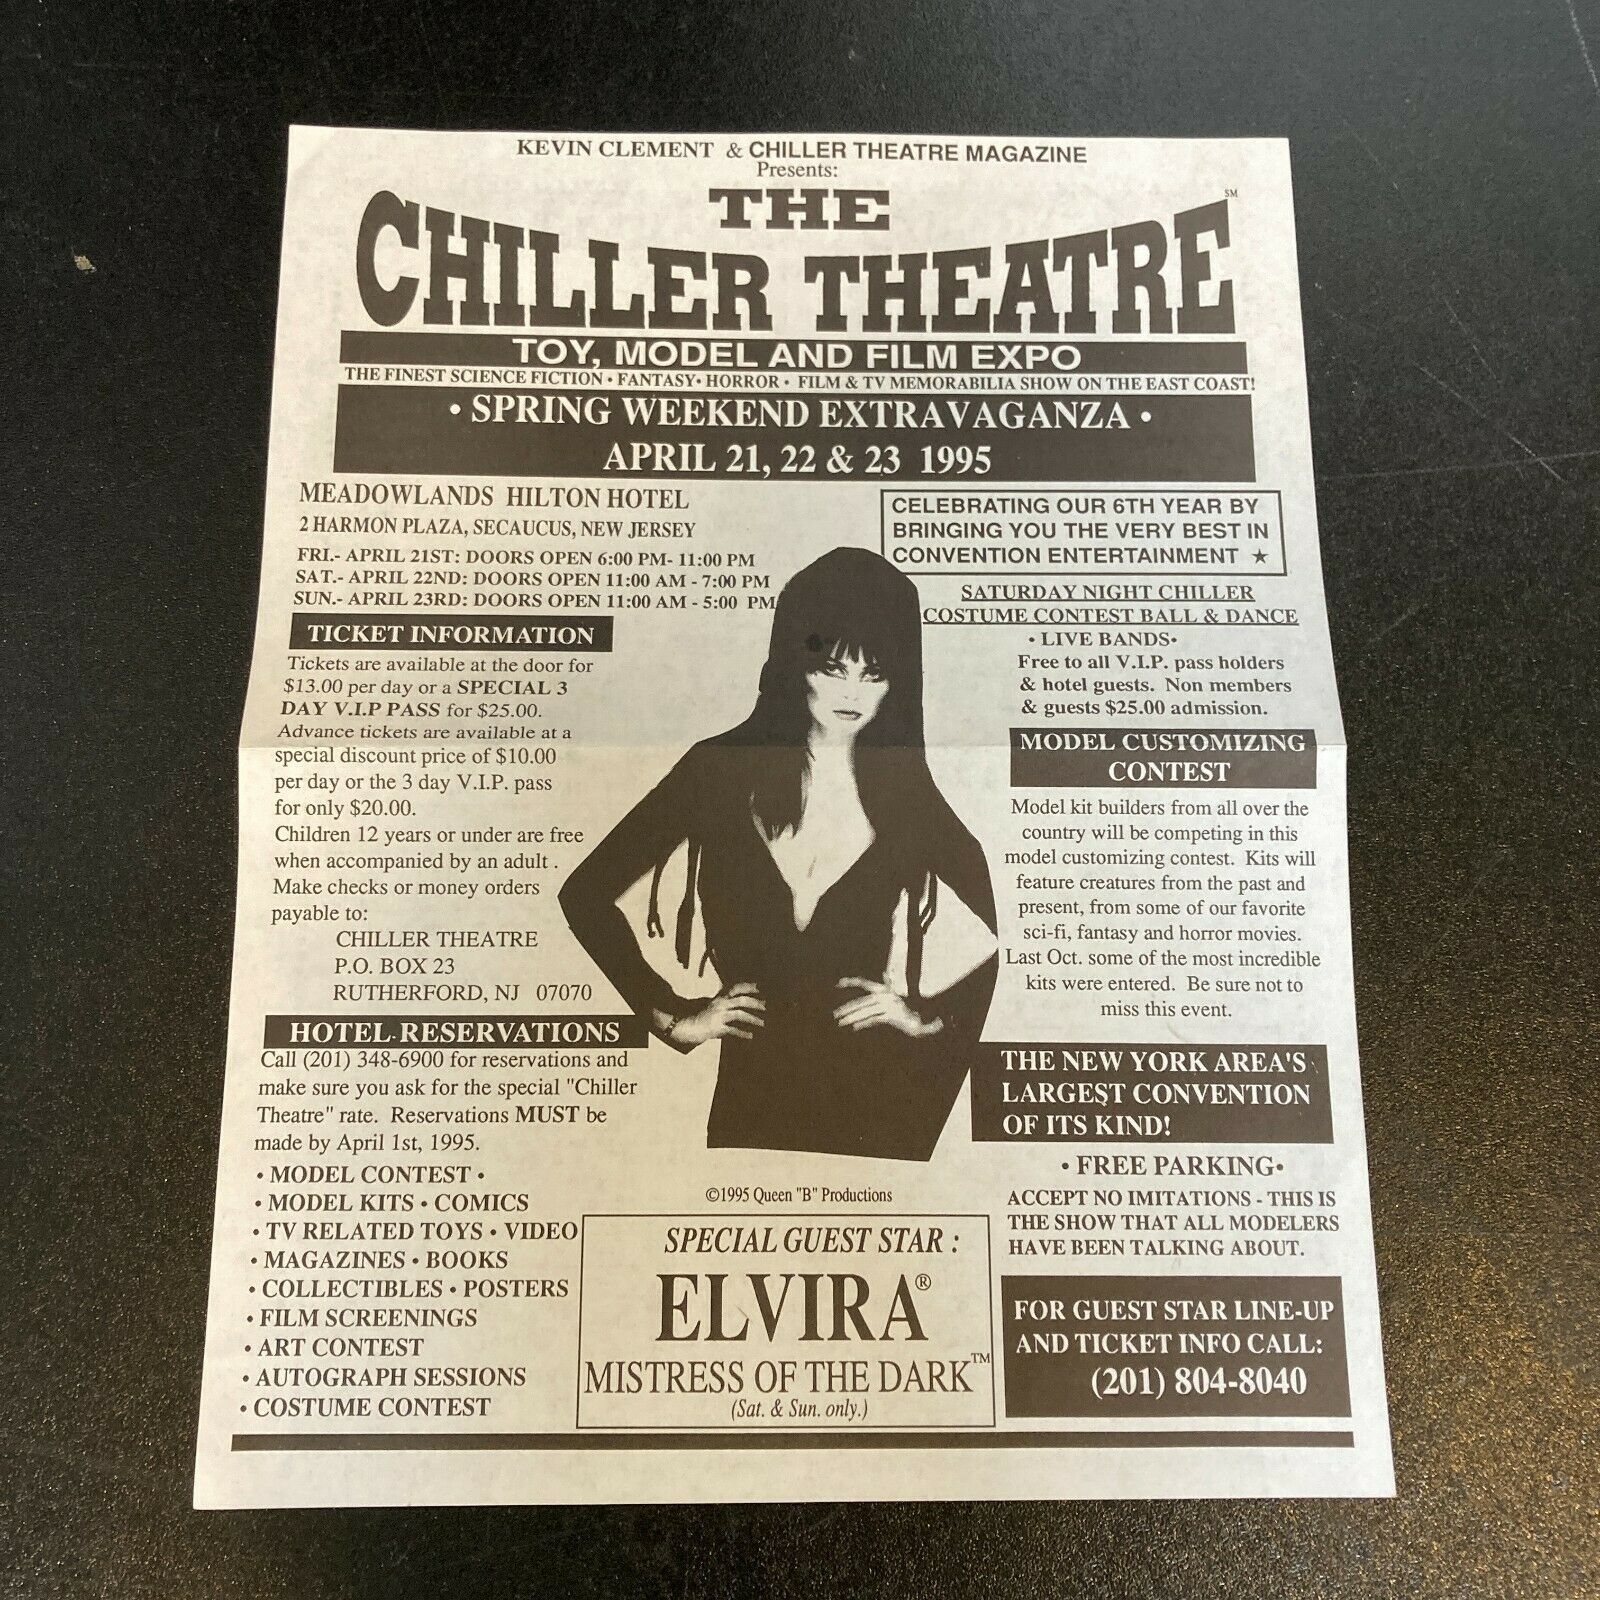 KEVIN CLEMENT & CHILLER THEATRE MAGAZINE
Presents:
THE
CHILLER THEATRE SM
TOY, MODEL AND FILM EXPO
THE FINEST SCIENCE FICTION • FANTASY • HORROR • FILM & TV MEMORABILIA SHOW ON THE EAST COAST!
• SPRING WEEKEND EXTRAVAGANZA •
APRIL 21, 22 & 23 1995
MEADOWLANDS HILTON HOTEL
2 HARMON PLAZA, SECAUCUS, NEW JERSEY
FRI.- APRIL 21ST: DOORS OPEN 6:00 PM- 11:00 PM
SAT.- APRIL 22ND: DOORS OPEN 11:00 AM - 7:00 PM
SUN.- APRIL 23RD: DOORS OPEN 11:00 AM - 5:00 PM
TICKET INFORMATION
Tickets are available at the door for
$13.00 per day or a SPECIAL 3
DAY V.I.P PASS for $25.00.
Advance tickets are available at a
special discount price of $10.00
per day or the 3 day V.I.P. pass
for only $20.00.
Children 12 years or under are free
when accompanied by an adult .
Make checks or money orders
payable to:
CHILLER THEATRE
P.O. BOX 23
RUTHERFORD, NJ 07070
HOTEL RESERVATIONS
Call (201) 348-6900 for reservations and
make sure you ask for the special "Chiller
Theatre" rate. Reservations MUST be
made by April 1st, 1995.
• MODEL CONTEST •
• MODEL KITS • COMICS
• TV RELATED TOYS • VIDEO
• MAGAZINES • BOOKS
• COLLECTIBLES • POSTERS
• FILM SCREENINGS
• ART CONTEST
• AUTOGRAPH SESSIONS
• COSTUME CONTEST
CELEBRATING OUR 6TH YEAR BY
BRINGING YOU THE VERY BEST IN
CONVENTION ENTERTAINMENT ★
SATURDAY NIGHT CHILLER
COSTUME CONTEST BALL & DANCE
• LIVE BANDS•
Free to all V.I.P. pass holders
& hotel guests. Non members
& guests $25.00 admission.
MODEL CUSTOMIZING
CONTEST
Model kit builders from all over the
country will be competing in this
model customizing contest. Kits will
feature creatures from the past and
present, from some of our favorite
sci-fi, fantasy and horror movies.
Last Oct. some of the most incredible
kits were entered. Be sure not to
miss this event.
THE NEW YORK AREA'S
LARGEST CONVENTION
OF ITS KIND!
• FREE PARKING•
ACCEPT NO IMITATIONS - THIS IS
THE SHOW THAT ALL MODELERS
HAVE BEEN TALKING ABOUT.
FOR GUEST STAR LINE-UP
AND TICKET INFO CALL:
(201) 804-8040
©1995 Queen "B" Productions
SPECIAL GUEST STAR :
ELVIRA®
MISTRESS OF THE DARK™
(Sat. & Sun. only.)